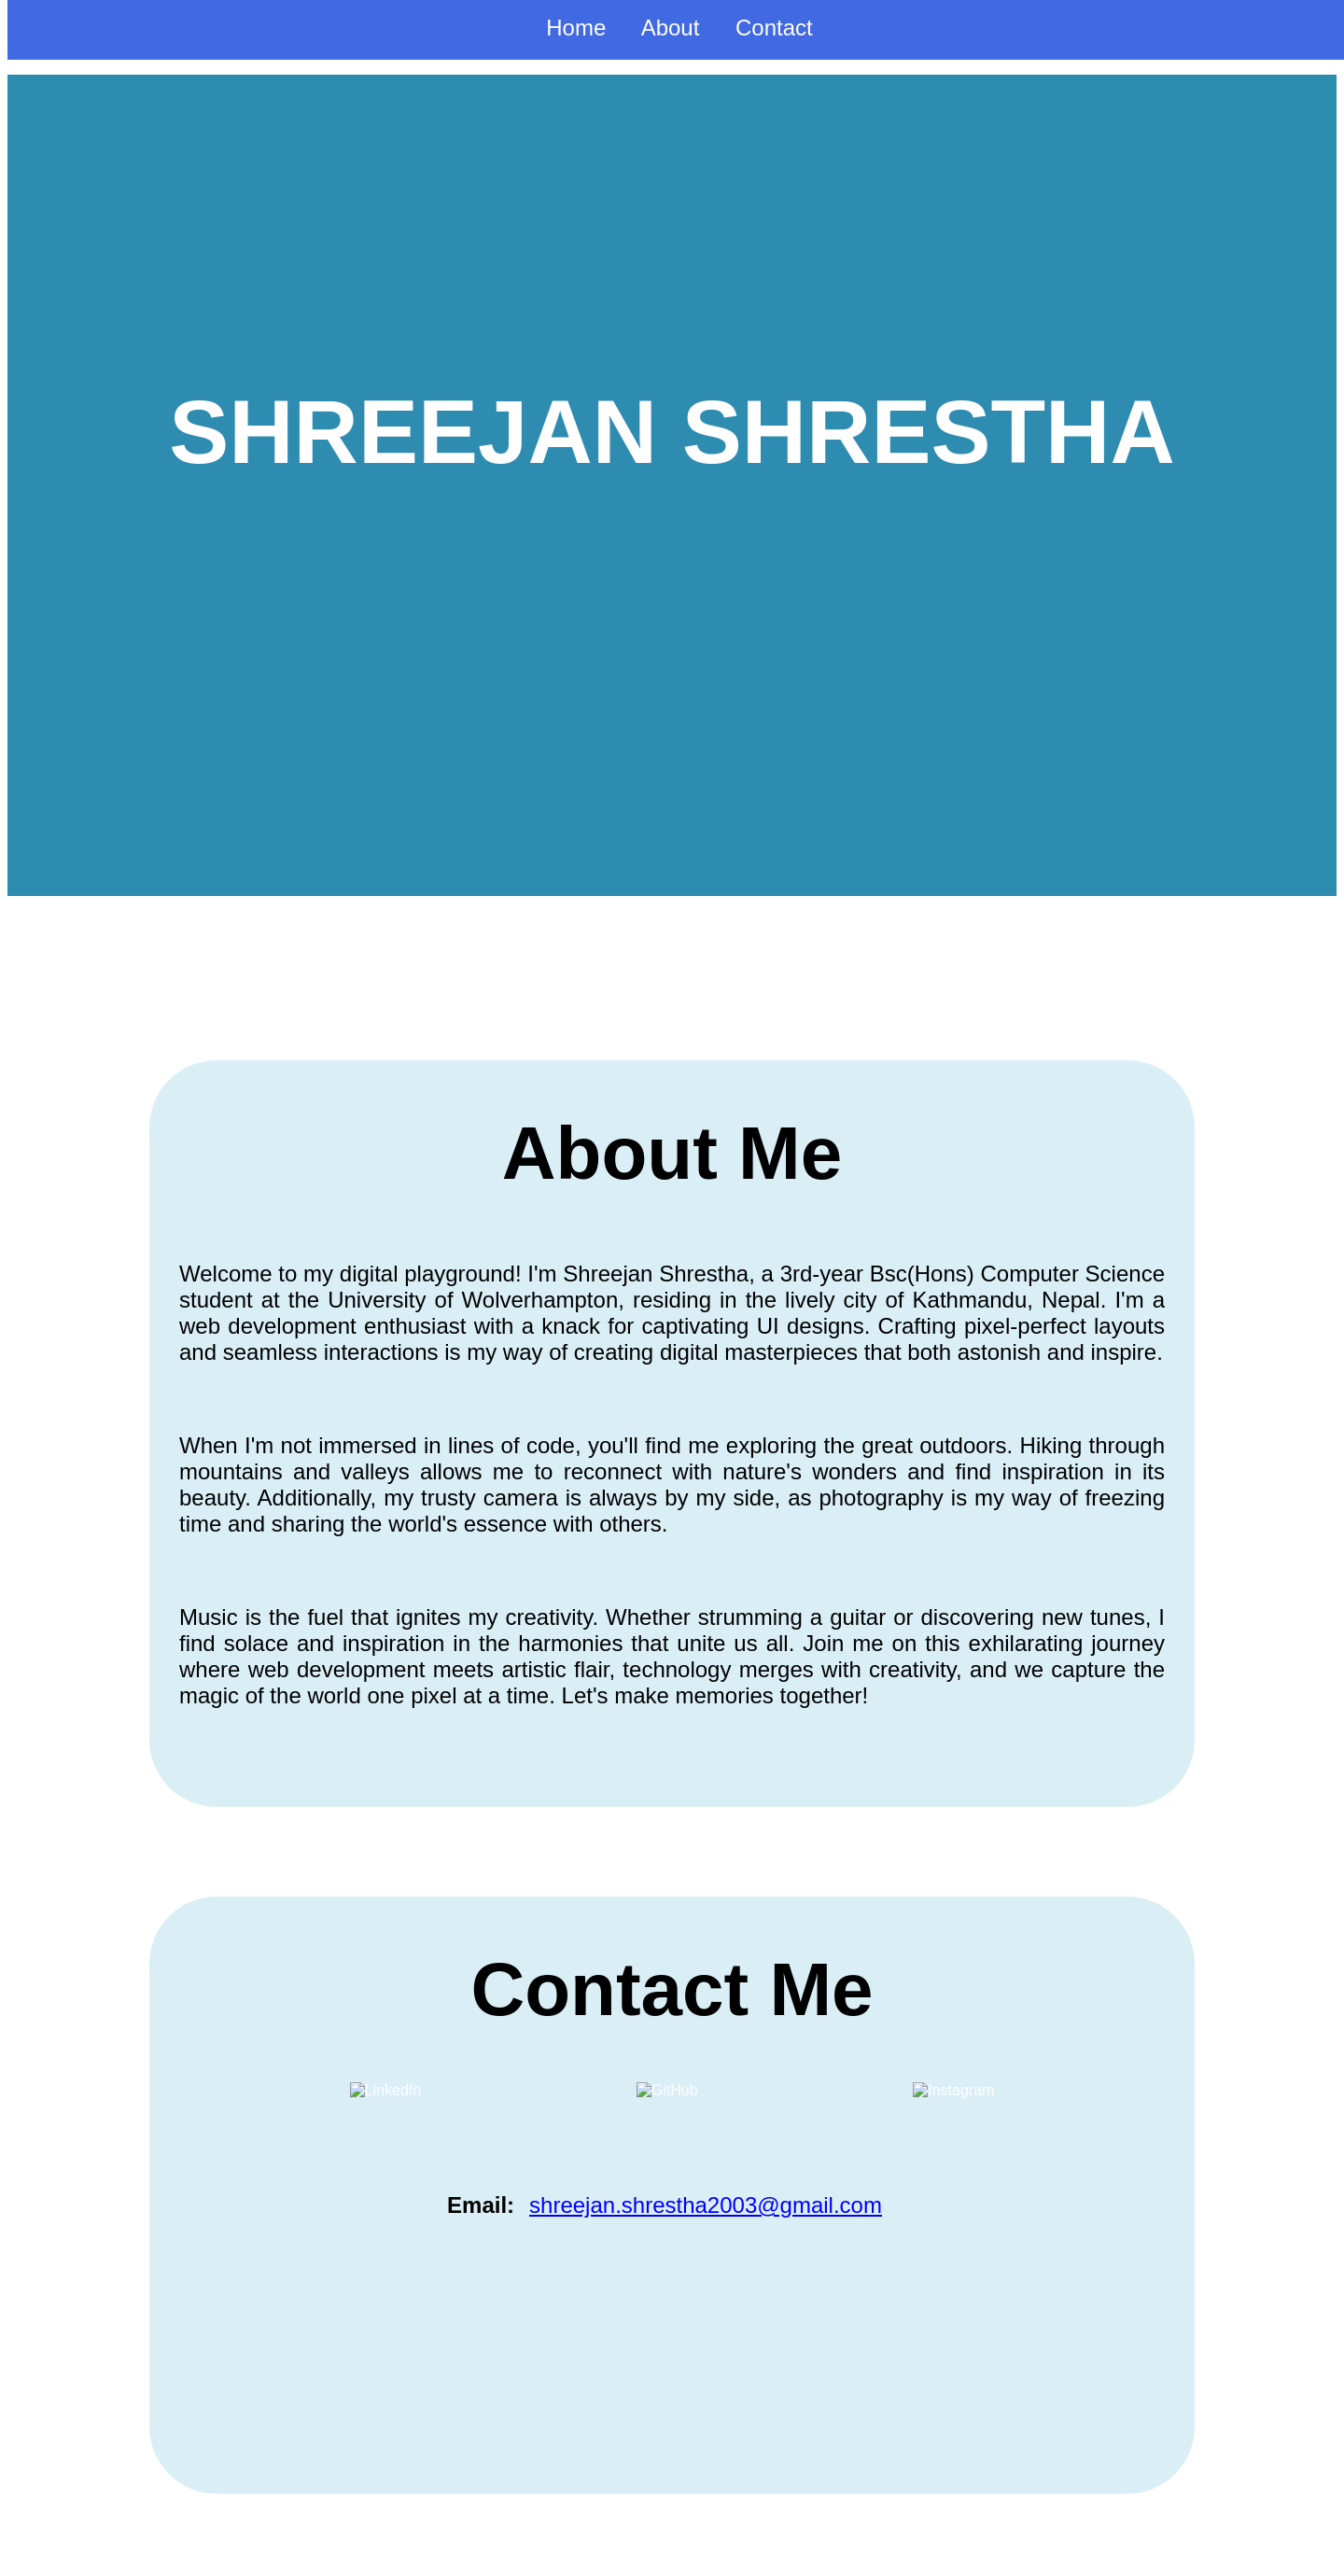 Home About Contact
SHREEJAN SHRESTHA
About Me
Welcome to my digital playground! I'm Shreejan Shrestha, a 3rd-year Bsc(Hons) Computer Science
student at the University of Wolverhampton, residing in the lively city of Kathmandu, Nepal. I'm a
web development enthusiast with a knack for captivating UI designs. Crafting pixel-perfect layouts
and seamless interactions is my way of creating digital masterpieces that both astonish and inspire.
When I'm not immersed in lines of code, you'll find me exploring the great outdoors. Hiking through
mountains and valleys allows me to reconnect with nature's wonders and find inspiration in its
beauty. Additionally, my trusty camera is always by my side, as photography is my way of freezing
time and sharing the world's essence with others.
Music is the fuel that ignites my creativity. Whether strumming a guitar or discovering new tunes, I
find solace and inspiration in the harmonies that unite us all. Join me on this exhilarating journey
where web development meets artistic flair, technology merges with creativity, and we capture the
magic of the world one pixel at a time. Let's make memories together!
Contact Me
LinkedIn GitHub Instagram
Email: shreejan.shrestha2003@gmail.com